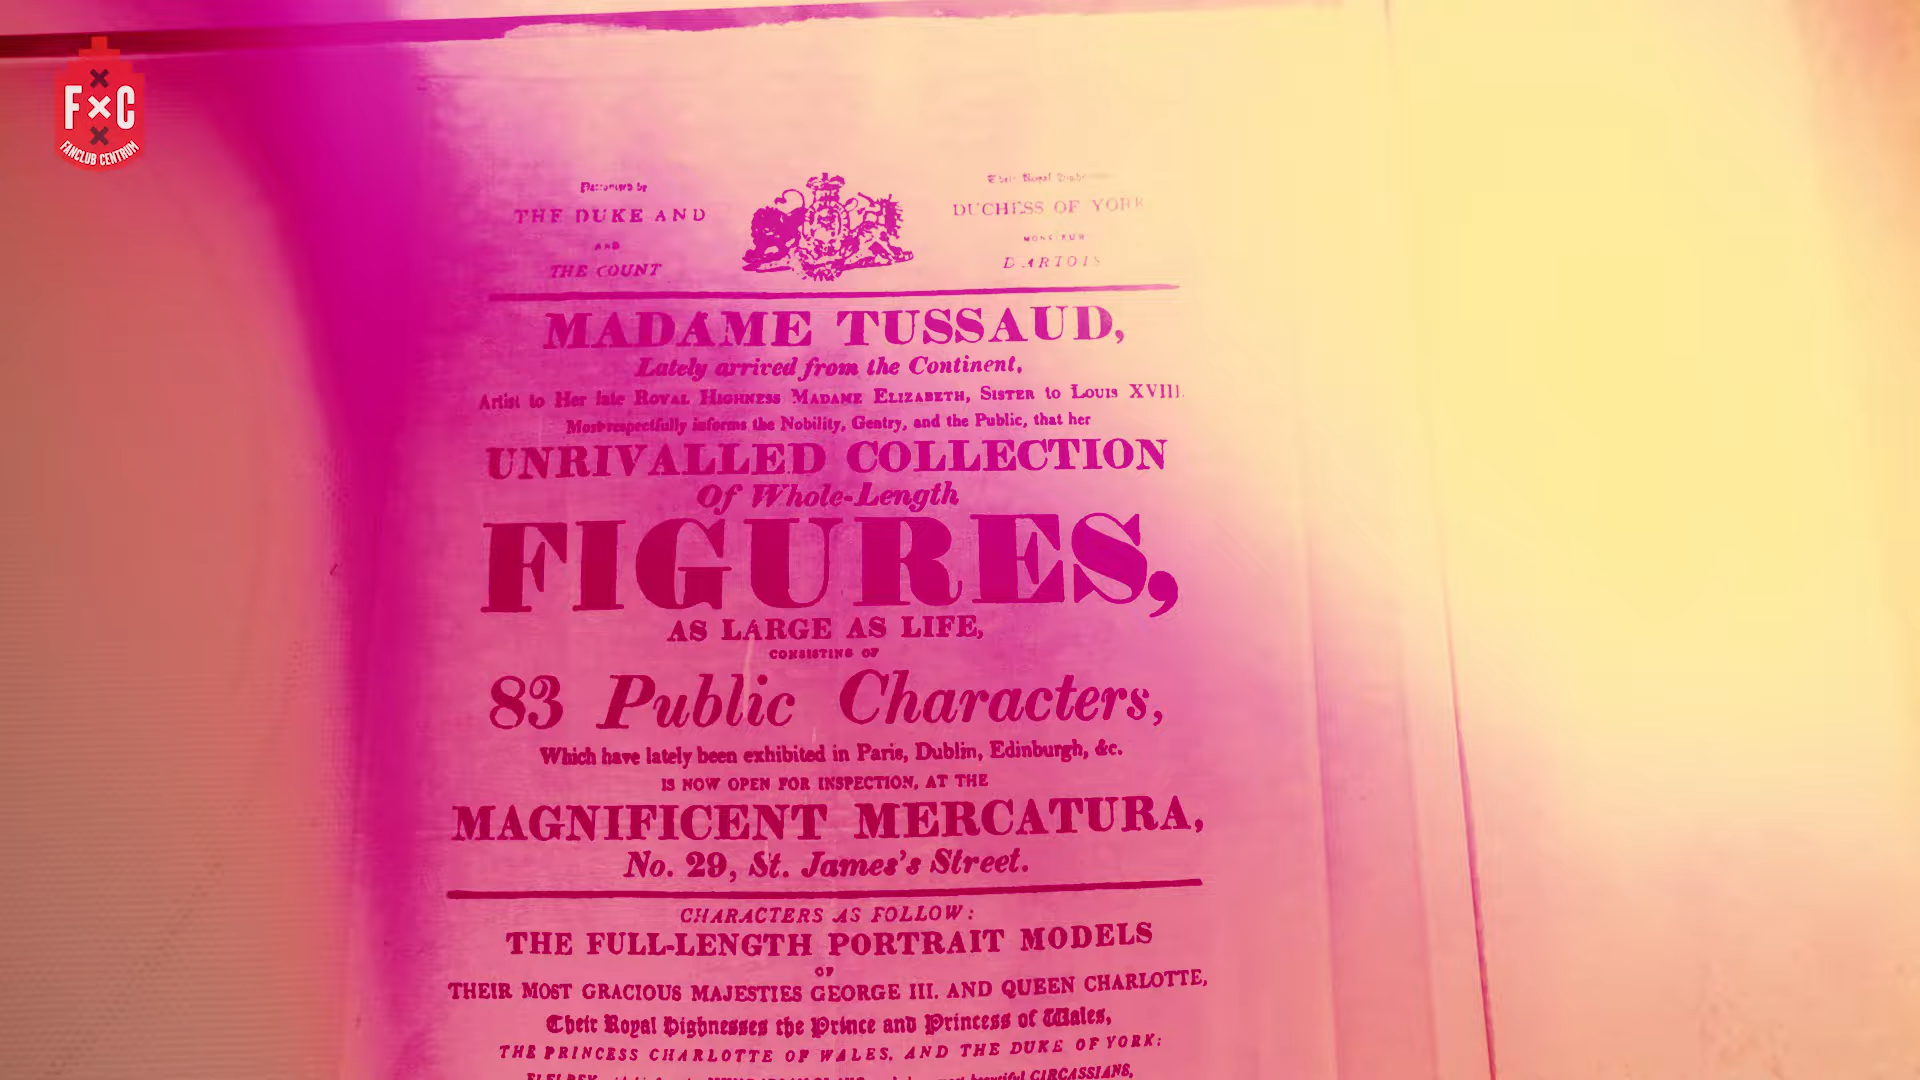 F×C
FANCLUB CENTRUM
Patronised by
THE DUKE AND
AND
THE COUNT
Their Royal
DUCHESS OF YORK
MONSIEUR
D'ARTOIS
MADAME TUSSAUD,
Lately arrived from the Continent,
Artist to Her late ROYAL HIGHNESS MADAME ELIZABETH, SISTER to LOUIS XVIII.
Most respectfully informs the Nobility, Gentry, and the Public, that her
UNRIVALLED COLLECTION
Of Whole-Length
FIGURES,
AS LARGE AS LIFE,
CONSISTING OF
83 Public Characters,
Which have lately been exhibited in Paris, Dublin, Edinburgh, &c.
IS NOW OPEN FOR INSPECTION, AT THE
MAGNIFICENT MERCATURA,
No. 29, St. James's Street.
CHARACTERS AS FOLLOW:
THE FULL-LENGTH PORTRAIT MODELS
OF
THEIR MOST GRACIOUS MAJESTIES GEORGE III. AND QUEEN CHARLOTTE,
Their Royal Highnesses the Prince and Princess of Wales,
THE PRINCESS CHARLOTTE OF WALES, AND THE DUKE OF YORK:
beautiful CIRCASSIANS,